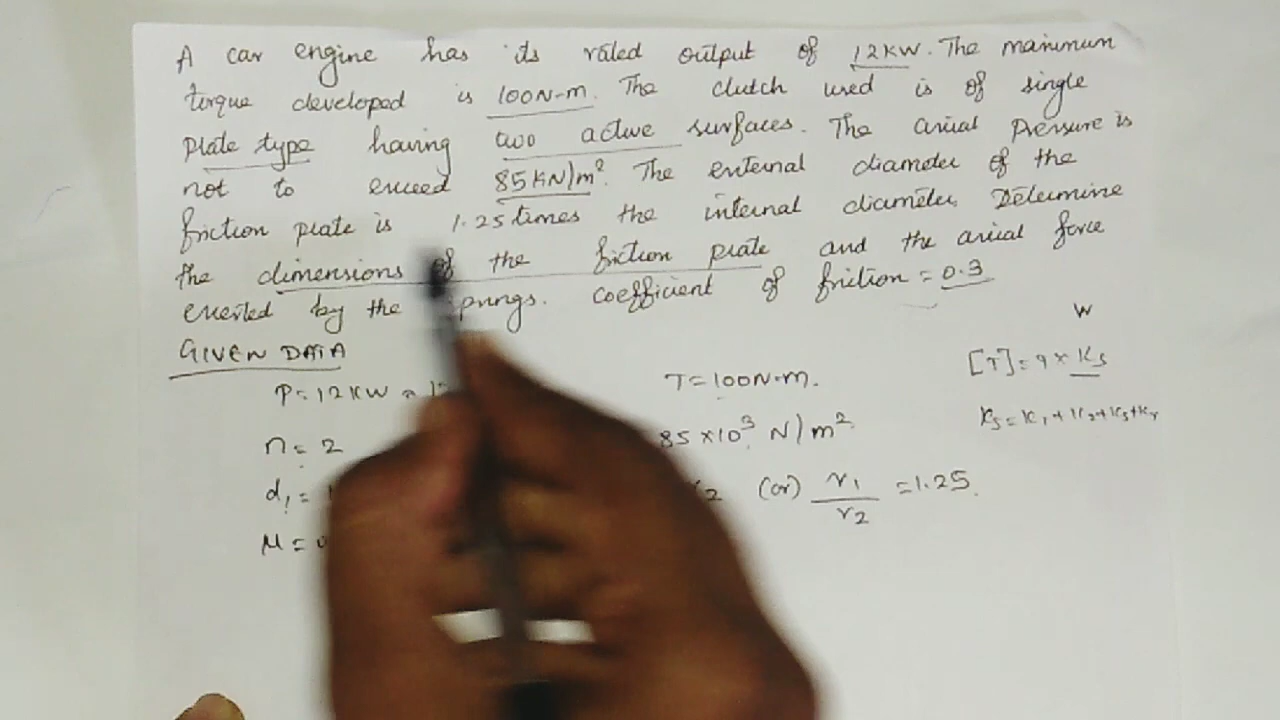 A car engine has its rated output of 12KW. The maximum
torque developed is 100N-m. The clutch used is of single
plate type having two active surfaces. The axial pressure is
not to exceed 85KN/m². The external diameter of the
friction plate is 1.25 times the internal diameter. Determine
the dimensions of the friction plate and the axial force
exerted by the springs. Coefficient of friction = 0.3
W
GIVEN DATA
P=12KW = T=100N.m. [T]=T×Ks
n=2 85×10³ N/m² Ks=K1+K2+K3+K4
d1= (or) r1/r2 =1.25.
M=0